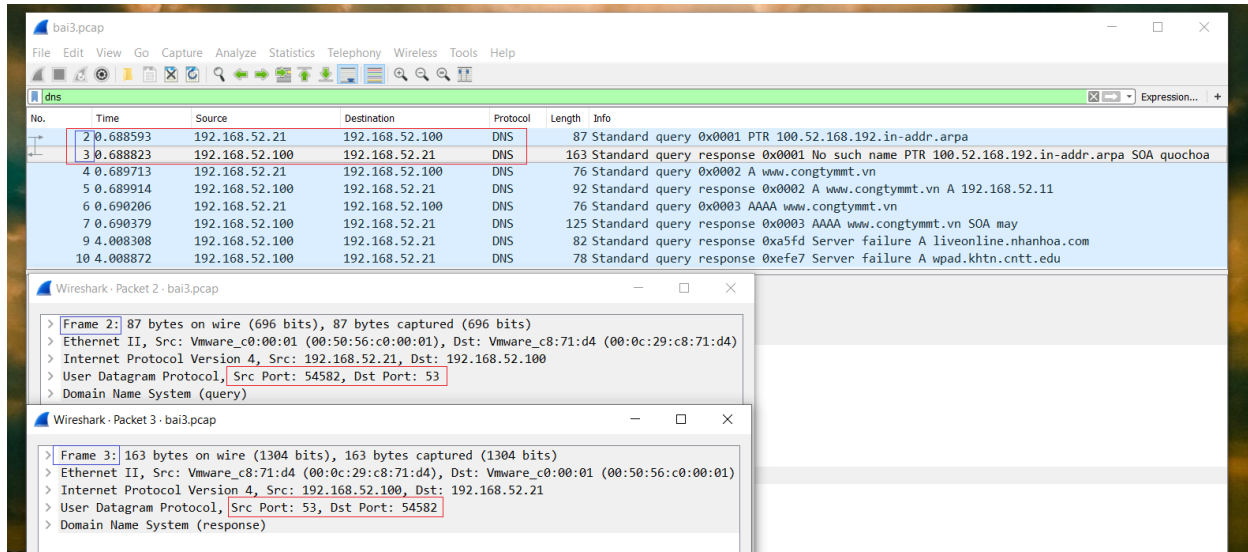 bai3.pcap
File Edit View Go Capture Analyze Statistics Telephony Wireless Tools Help
dns Expression... +
No. Time Source Destination Protocol Length Info
2 0.688593 192.168.52.21 192.168.52.100 DNS 87 Standard query 0x0001 PTR 100.52.168.192.in-addr.arpa
3 0.688823 192.168.52.100 192.168.52.21 DNS 163 Standard query response 0x0001 No such name PTR 100.52.168.192.in-addr.arpa SOA quochoa
4 0.689713 192.168.52.21 192.168.52.100 DNS 76 Standard query 0x0002 A www.congtymmt.vn
5 0.689914 192.168.52.100 192.168.52.21 DNS 92 Standard query response 0x0002 A www.congtymmt.vn A 192.168.52.11
6 0.690206 192.168.52.21 192.168.52.100 DNS 76 Standard query 0x0003 AAAA www.congtymmt.vn
7 0.690379 192.168.52.100 192.168.52.21 DNS 125 Standard query response 0x0003 AAAA www.congtymmt.vn SOA may
9 4.008308 192.168.52.100 192.168.52.21 DNS 82 Standard query response 0xa5fd Server failure A liveonline.nhanhoa.com
10 4.008872 192.168.52.100 192.168.52.21 DNS 78 Standard query response 0xefe7 Server failure A wpad.khtn.cntt.edu
Wireshark · Packet 2 · bai3.pcap
> Frame 2: 87 bytes on wire (696 bits), 87 bytes captured (696 bits)
> Ethernet II, Src: Vmware_c0:00:01 (00:50:56:c0:00:01), Dst: Vmware_c8:71:d4 (00:0c:29:c8:71:d4)
> Internet Protocol Version 4, Src: 192.168.52.21, Dst: 192.168.52.100
> User Datagram Protocol, Src Port: 54582, Dst Port: 53
> Domain Name System (query)
Wireshark · Packet 3 · bai3.pcap
> Frame 3: 163 bytes on wire (1304 bits), 163 bytes captured (1304 bits)
> Ethernet II, Src: Vmware_c8:71:d4 (00:0c:29:c8:71:d4), Dst: Vmware_c0:00:01 (00:50:56:c0:00:01)
> Internet Protocol Version 4, Src: 192.168.52.100, Dst: 192.168.52.21
> User Datagram Protocol, Src Port: 53, Dst Port: 54582
> Domain Name System (response)